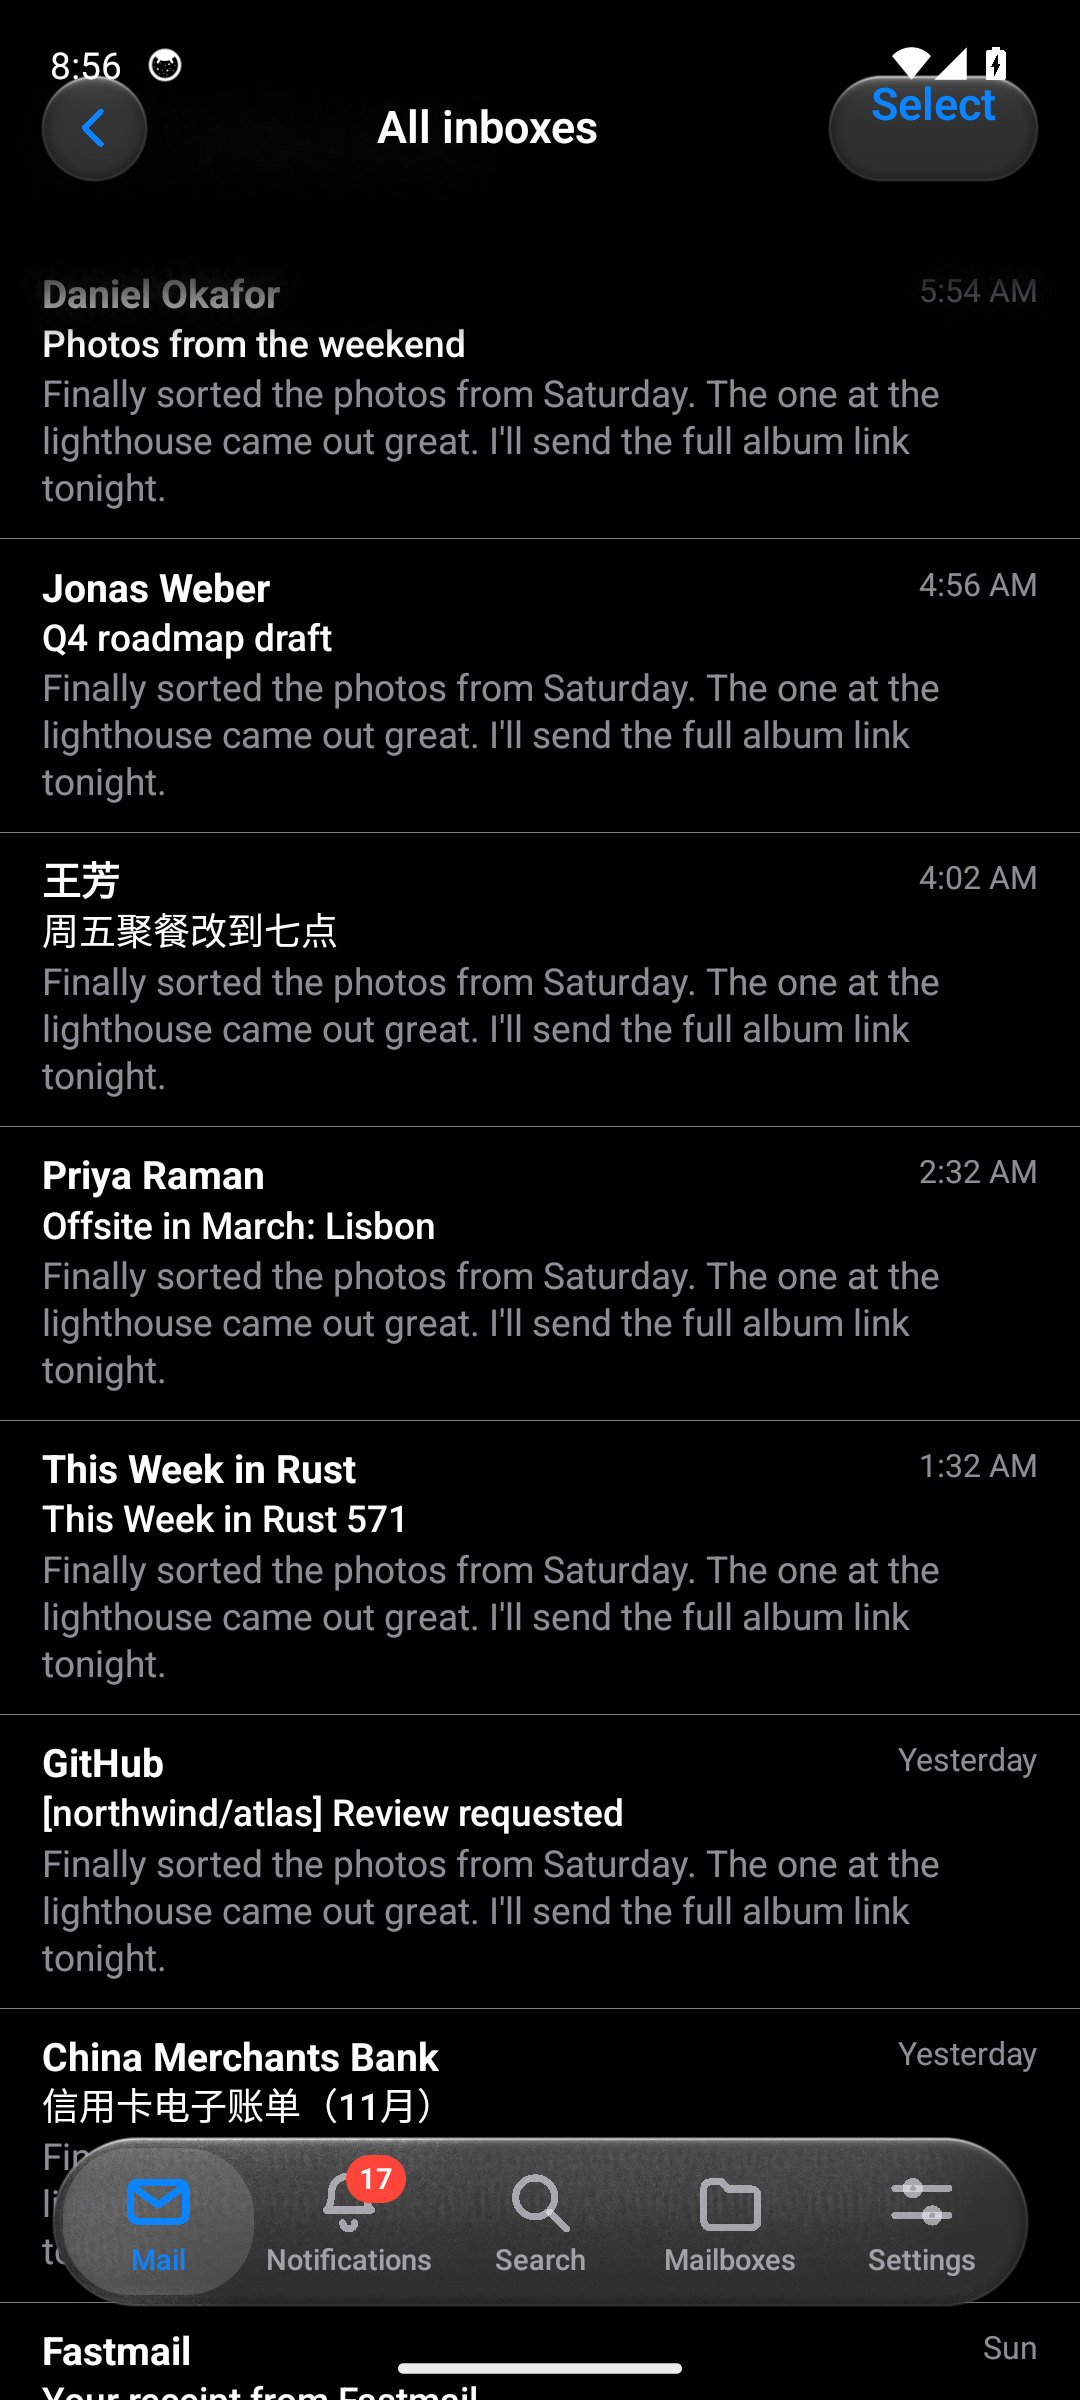 8:56
All inboxes
Select
Daniel Okafor
5:54 AM
Photos from the weekend
Finally sorted the photos from Saturday. The one at the
lighthouse came out great. I'll send the full album link
tonight.
Jonas Weber
4:56 AM
Q4 roadmap draft
Finally sorted the photos from Saturday. The one at the
lighthouse came out great. I'll send the full album link
tonight.
王芳
4:02 AM
周五聚餐改到七点
Finally sorted the photos from Saturday. The one at the
lighthouse came out great. I'll send the full album link
tonight.
Priya Raman
2:32 AM
Offsite in March: Lisbon
Finally sorted the photos from Saturday. The one at the
lighthouse came out great. I'll send the full album link
tonight.
This Week in Rust
1:32 AM
This Week in Rust 571
Finally sorted the photos from Saturday. The one at the
lighthouse came out great. I'll send the full album link
tonight.
GitHub
Yesterday
[northwind/atlas] Review requested
Finally sorted the photos from Saturday. The one at the
lighthouse came out great. I'll send the full album link
tonight.
China Merchants Bank
Yesterday
信用卡电子账单（11月）
17
Mail
Notifications
Search
Mailboxes
Settings
Fastmail
Sun
Your receipt from Fastmail